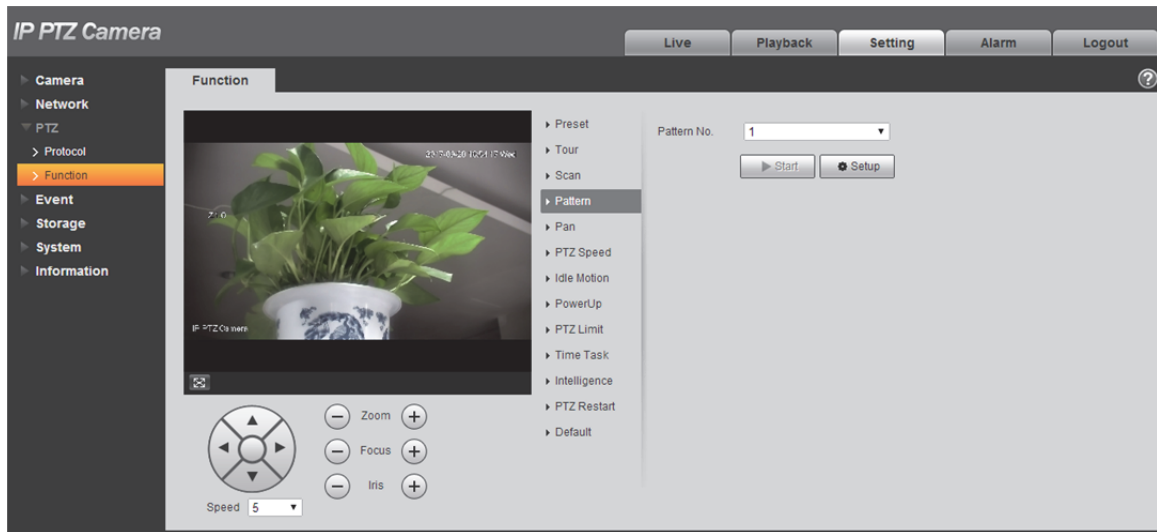 IP PTZ Camera
Live
Playback
Setting
Alarm
Logout
Camera
Network
PTZ
Protocol
Function
Event
Storage
System
Information
Function
?
IP PTZ Camera
Preset
Tour
Scan
Pattern
Pan
PTZ Speed
Idle Motion
PowerUp
PTZ Limit
Time Task
Intelligence
PTZ Restart
Default
Pattern No. 1
Start Setup
Zoom
Focus
Iris
Speed 5